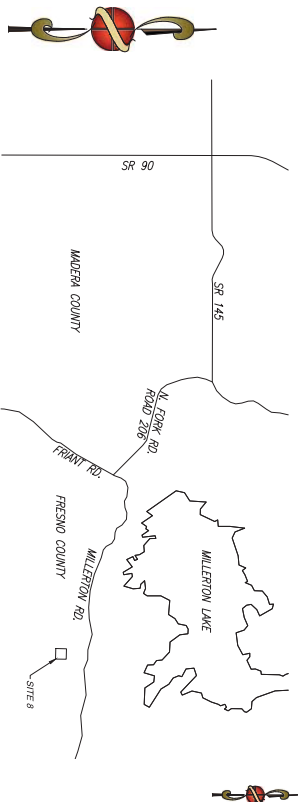 SR 90
MADERA COUNTY
SR 145
N. FORK RD.
ROAD 206
FRIANT RD.
FRESNO COUNTY
MILLERTON RD.
MILLERTON LAKE
SITE 8